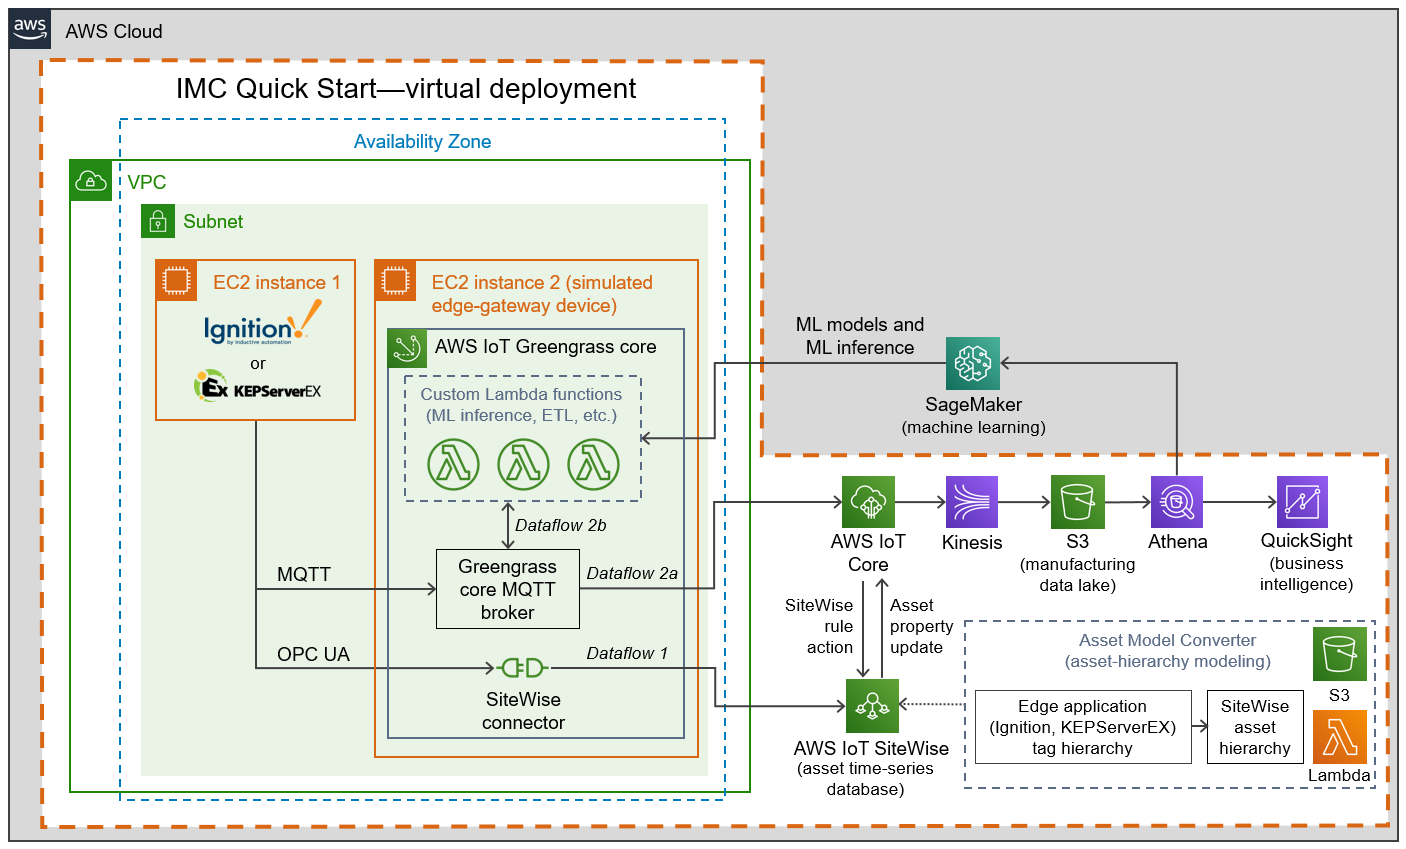 aws
AWS Cloud
IMC Quick Start—virtual deployment
Availability Zone
VPC
Subnet
EC2 instance 1
Ignition!
by inductive automation
or
Ex KEPServerEX
EC2 instance 2 (simulated
edge-gateway device)
AWS IoT Greengrass core
Custom Lambda functions
(ML inference, ETL, etc.)
Dataflow 2b
MQTT
Greengrass
core MQTT
broker
Dataflow 2a
OPC UA
Dataflow 1
SiteWise
connector
ML models and
ML inference
SageMaker
(machine learning)
AWS IoT
Core
Kinesis
S3
(manufacturing
data lake)
Athena
QuickSight
(business
intelligence)
SiteWise
rule
action
Asset
property
update
AWS IoT SiteWise
(asset time-series
database)
Asset Model Converter
(asset-hierarchy modeling)
Edge application
(Ignition, KEPServerEX)
tag hierarchy
SiteWise
asset
hierarchy
S3
Lambda